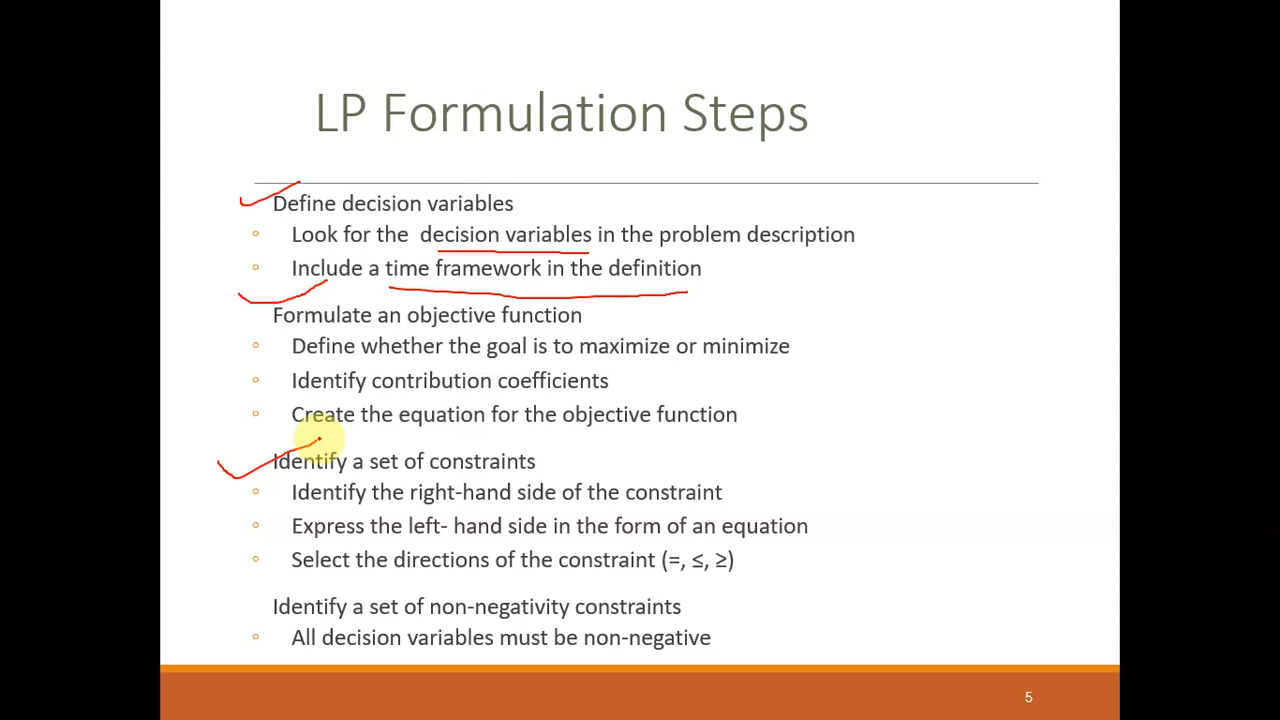 LP Formulation Steps
Define decision variables
Look for the decision variables in the problem description
Include a time framework in the definition
Formulate an objective function
Define whether the goal is to maximize or minimize
Identify contribution coefficients
Create the equation for the objective function
Identify a set of constraints
Identify the right-hand side of the constraint
Express the left- hand side in the form of an equation
Select the directions of the constraint (=, ≤, ≥)
Identify a set of non-negativity constraints
All decision variables must be non-negative
5